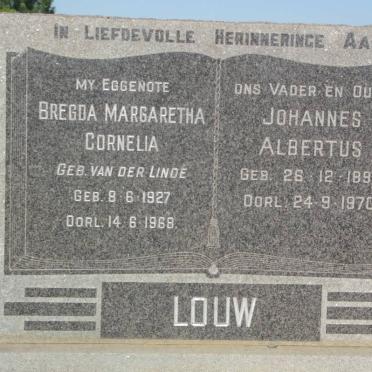 IN LIEFDEVOLLE HERINNERINGE AA
MY EGGENOTE
BREGDA MARGARETHA
CORNELIA
GEB. VAN DER LINDE
GEB. 9·6·1927
OORL. 14·6·1968.
ONS VADER EN OU
JOHANNES
ALBERTUS
GEB. 26·12·189
OORL. 24·9·1970
LOUW